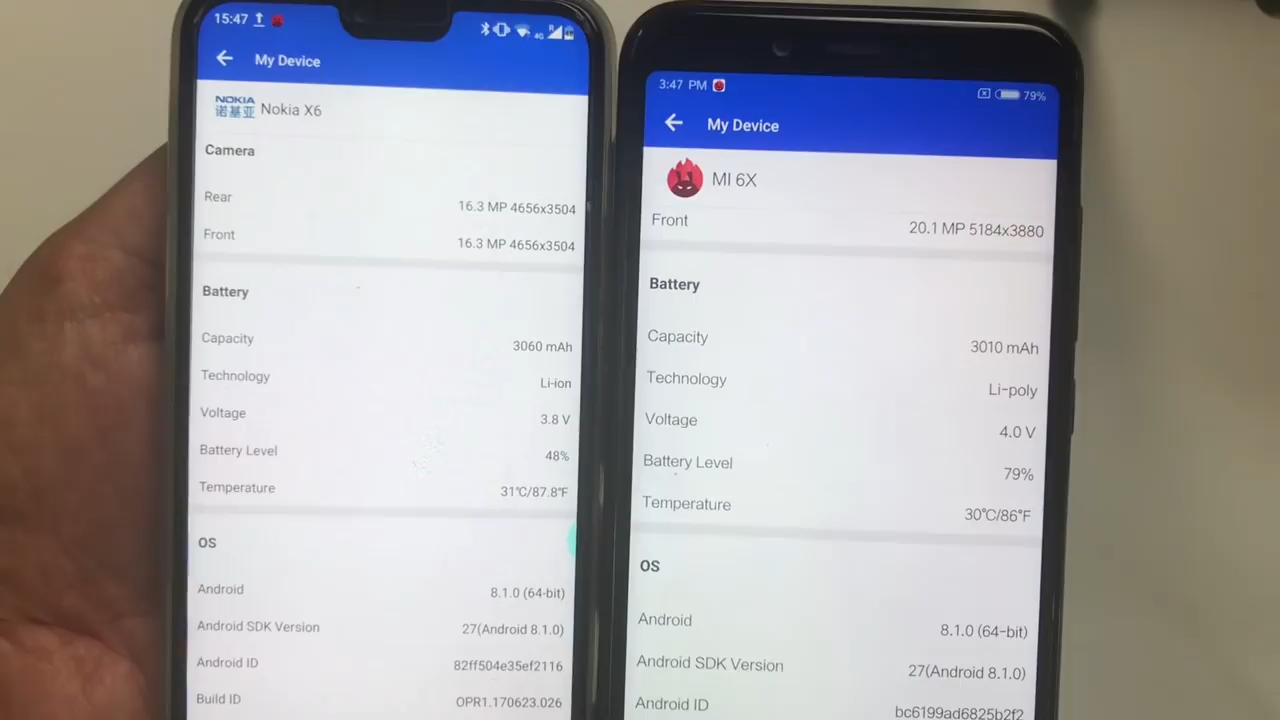 15:47
My Device
NOKIA
诺基亚 Nokia X6
Camera
Rear 16.3 MP 4656x3504
Front 16.3 MP 4656x3504
Battery
Capacity 3060 mAh
Technology Li-ion
Voltage 3.8 V
Battery Level 48%
Temperature 31℃/87.8℉
OS
Android 8.1.0 (64-bit)
Android SDK Version 27(Android 8.1.0)
Android ID 82ff504e35ef2116
Build ID OPR1.170623.026
3:47 PM 79%
My Device
MI 6X
Front 20.1 MP 5184x3880
Battery
Capacity 3010 mAh
Technology Li-poly
Voltage 4.0 V
Battery Level 79%
Temperature 30℃/86℉
OS
Android 8.1.0 (64-bit)
Android SDK Version 27(Android 8.1.0)
Android ID bc6199ad6825b2f2